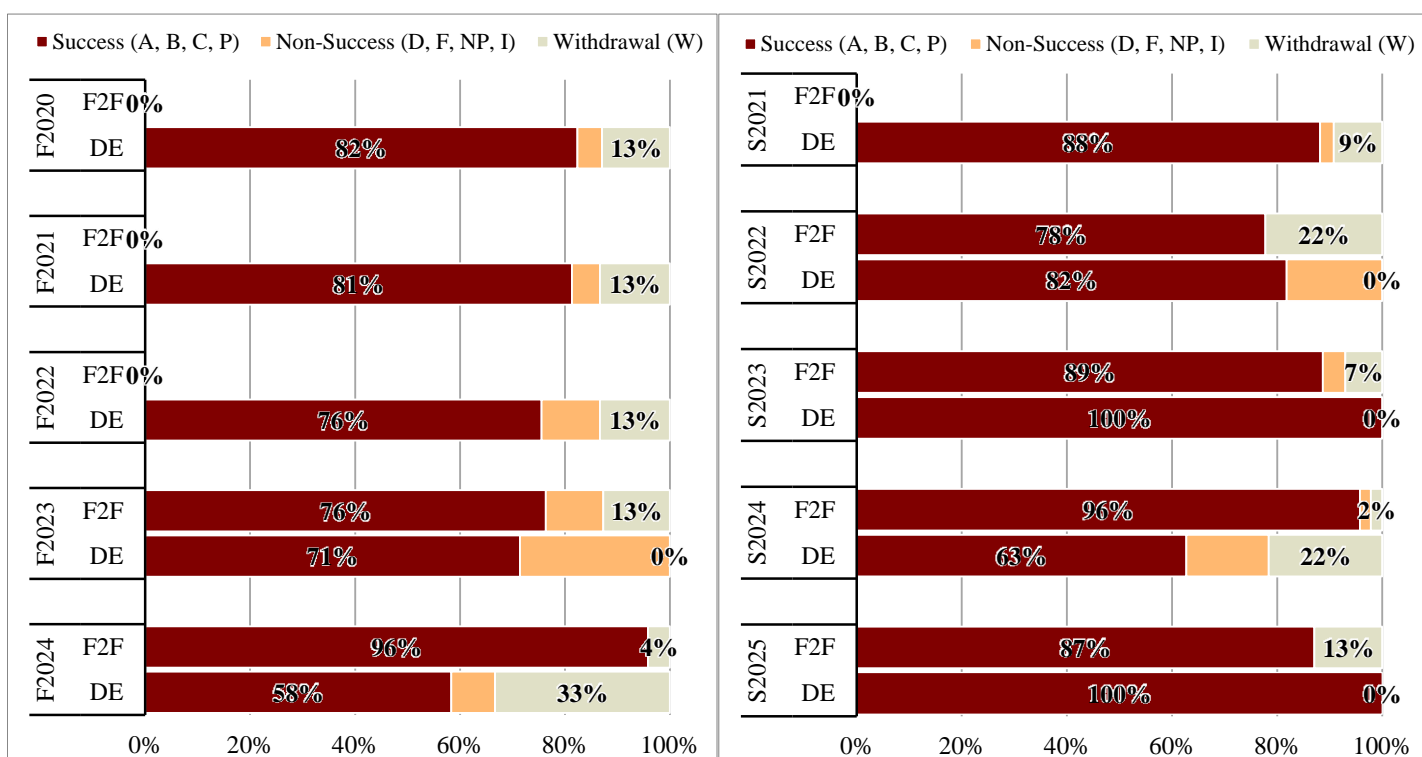 Success (A, B, C, P) Non-Success (D, F, NP, I) Withdrawal (W)
F2020
F2F 0%
DE 82% 13%
F2021
F2F 0%
DE 81% 13%
F2022
F2F 0%
DE 76% 13%
F2023
F2F 76% 13%
DE 71% 0%
F2024
F2F 96% 4%
DE 58% 33%
0% 20% 40% 60% 80% 100%
Success (A, B, C, P) Non-Success (D, F, NP, I) Withdrawal (W)
S2021
F2F 0%
DE 88% 9%
S2022
F2F 78% 22%
DE 82% 0%
S2023
F2F 89% 7%
DE 100% 0%
S2024
F2F 96% 2%
DE 63% 22%
S2025
F2F 87% 13%
DE 100% 0%
0% 20% 40% 60% 80% 100%